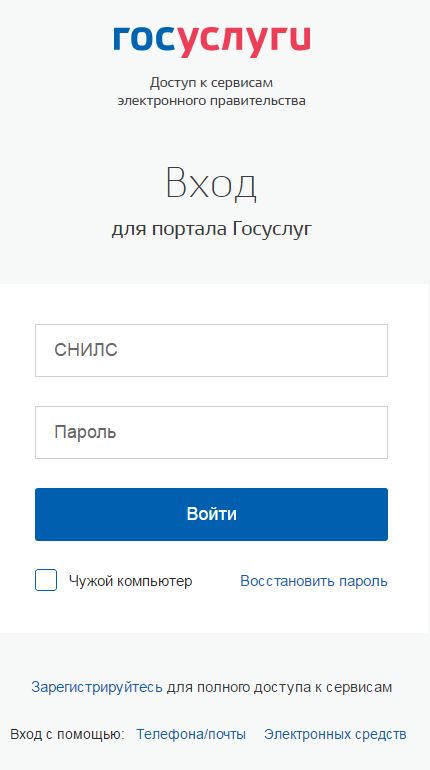 госуслуги
Доступ к сервисам
электронного правительства
Вход
для портала Госуслуг
СНИЛС
Пароль
Войти
Чужой компьютер Восстановить пароль
Зарегистрируйтесь для полного доступа к сервисам
Вход с помощью: Телефона/почты Электронных средств